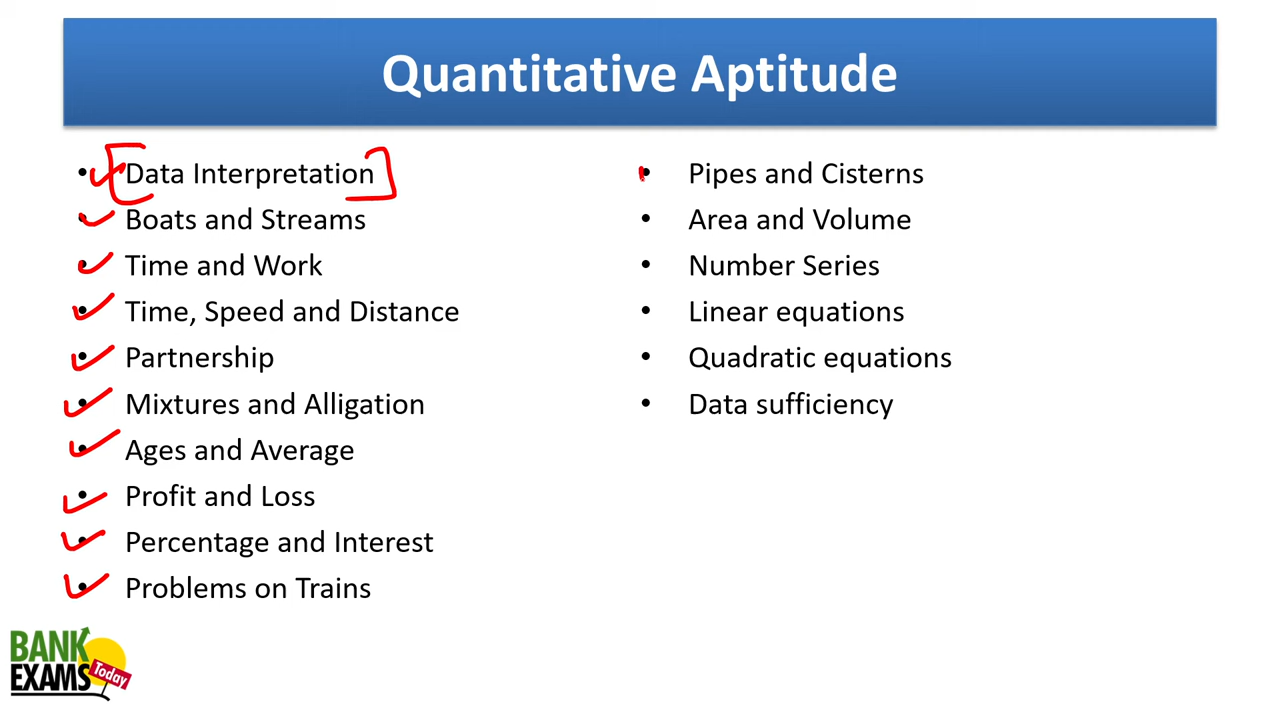 Quantitative Aptitude
• Data Interpretation
• Boats and Streams
• Time and Work
• Time, Speed and Distance
• Partnership
• Mixtures and Alligation
• Ages and Average
• Profit and Loss
• Percentage and Interest
• Problems on Trains
• Pipes and Cisterns
• Area and Volume
• Number Series
• Linear equations
• Quadratic equations
• Data sufficiency
BANK
EXAMS Today